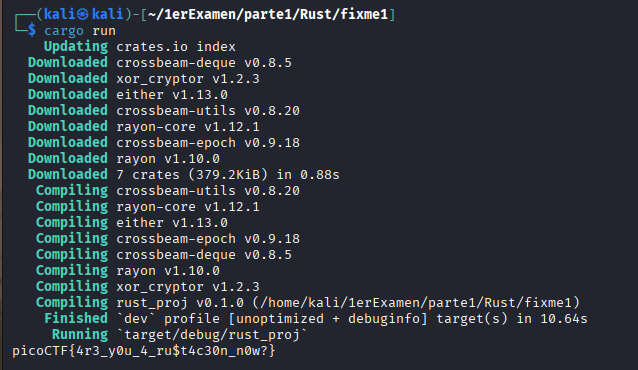 ┌──(kali㉿kali)-[~/1erExamen/parte1/Rust/fixme1]
└─$ cargo run
Updating crates.io index
Downloaded crossbeam-deque v0.8.5
Downloaded xor_cryptor v1.2.3
Downloaded either v1.13.0
Downloaded crossbeam-utils v0.8.20
Downloaded rayon-core v1.12.1
Downloaded crossbeam-epoch v0.9.18
Downloaded rayon v1.10.0
Downloaded 7 crates (379.2KiB) in 0.88s
Compiling crossbeam-utils v0.8.20
Compiling rayon-core v1.12.1
Compiling either v1.13.0
Compiling crossbeam-epoch v0.9.18
Compiling crossbeam-deque v0.8.5
Compiling rayon v1.10.0
Compiling xor_cryptor v1.2.3
Compiling rust_proj v0.1.0 (/home/kali/1erExamen/parte1/Rust/fixme1)
Finished `dev` profile [unoptimized + debuginfo] target(s) in 10.64s
Running `target/debug/rust_proj`
picoCTF{4r3_y0u_4_ru$t4c30n_n0w?}